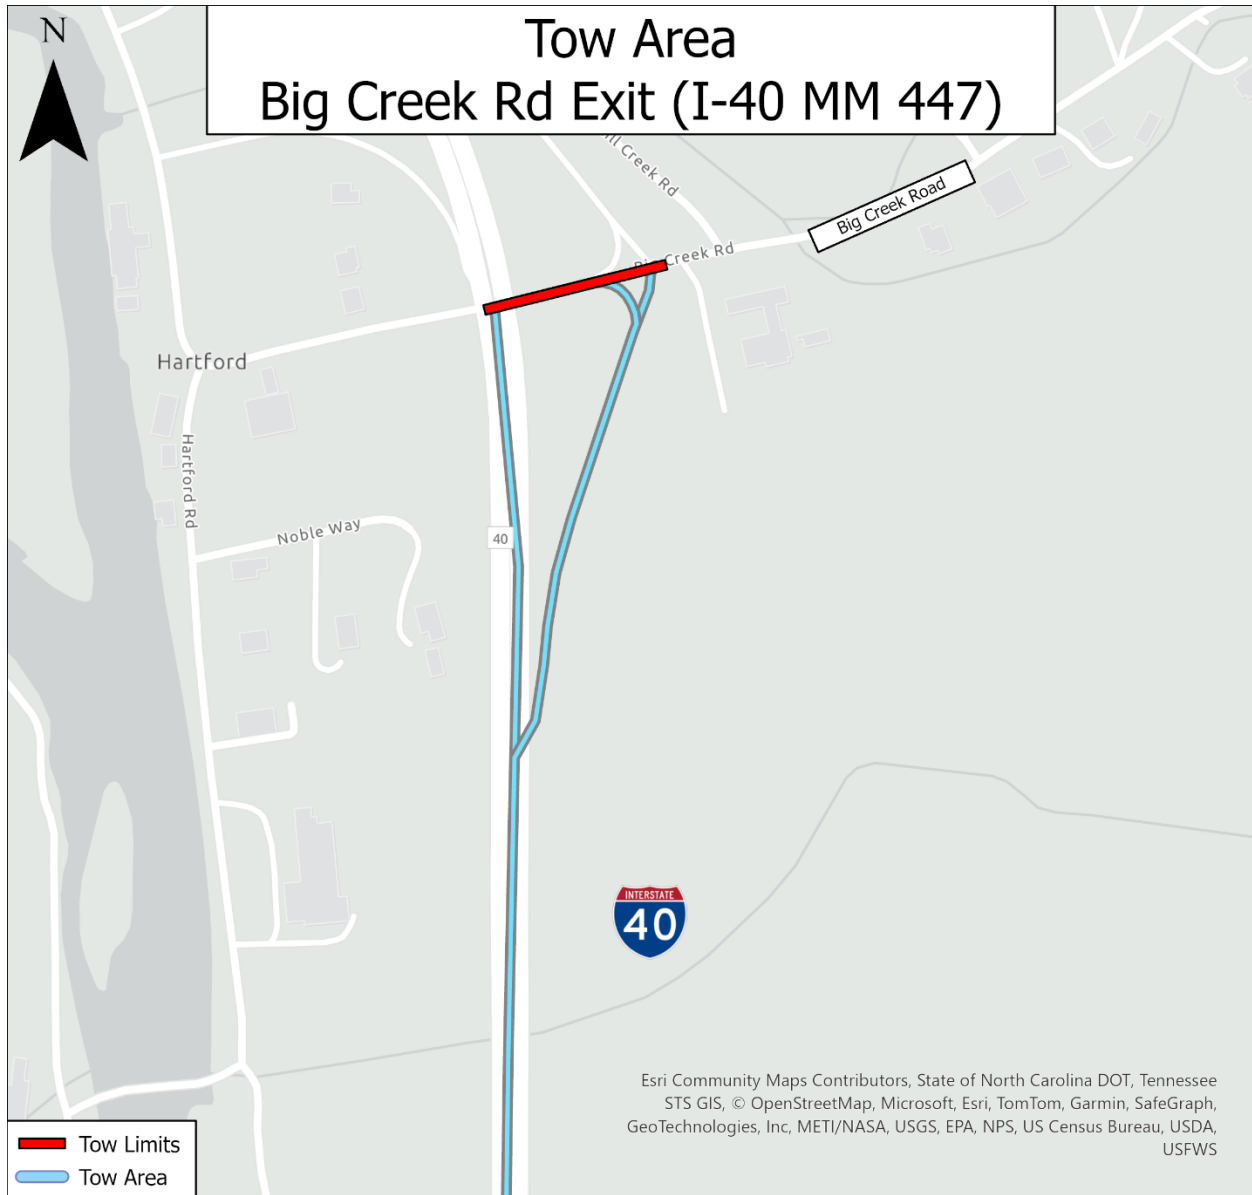 N
Tow Area
Big Creek Rd Exit (I-40 MM 447)
Creek Rd
Big Creek Road
Creek Rd
Hartford
Hartford Rd
Noble Way
40
INTERSTATE
40
Esri Community Maps Contributors, State of North Carolina DOT, Tennessee
STS GIS, © OpenStreetMap, Microsoft, Esri, TomTom, Garmin, SafeGraph,
GeoTechnologies, Inc, METI/NASA, USGS, EPA, NPS, US Census Bureau, USDA,
USFWS
Tow Limits
Tow Area